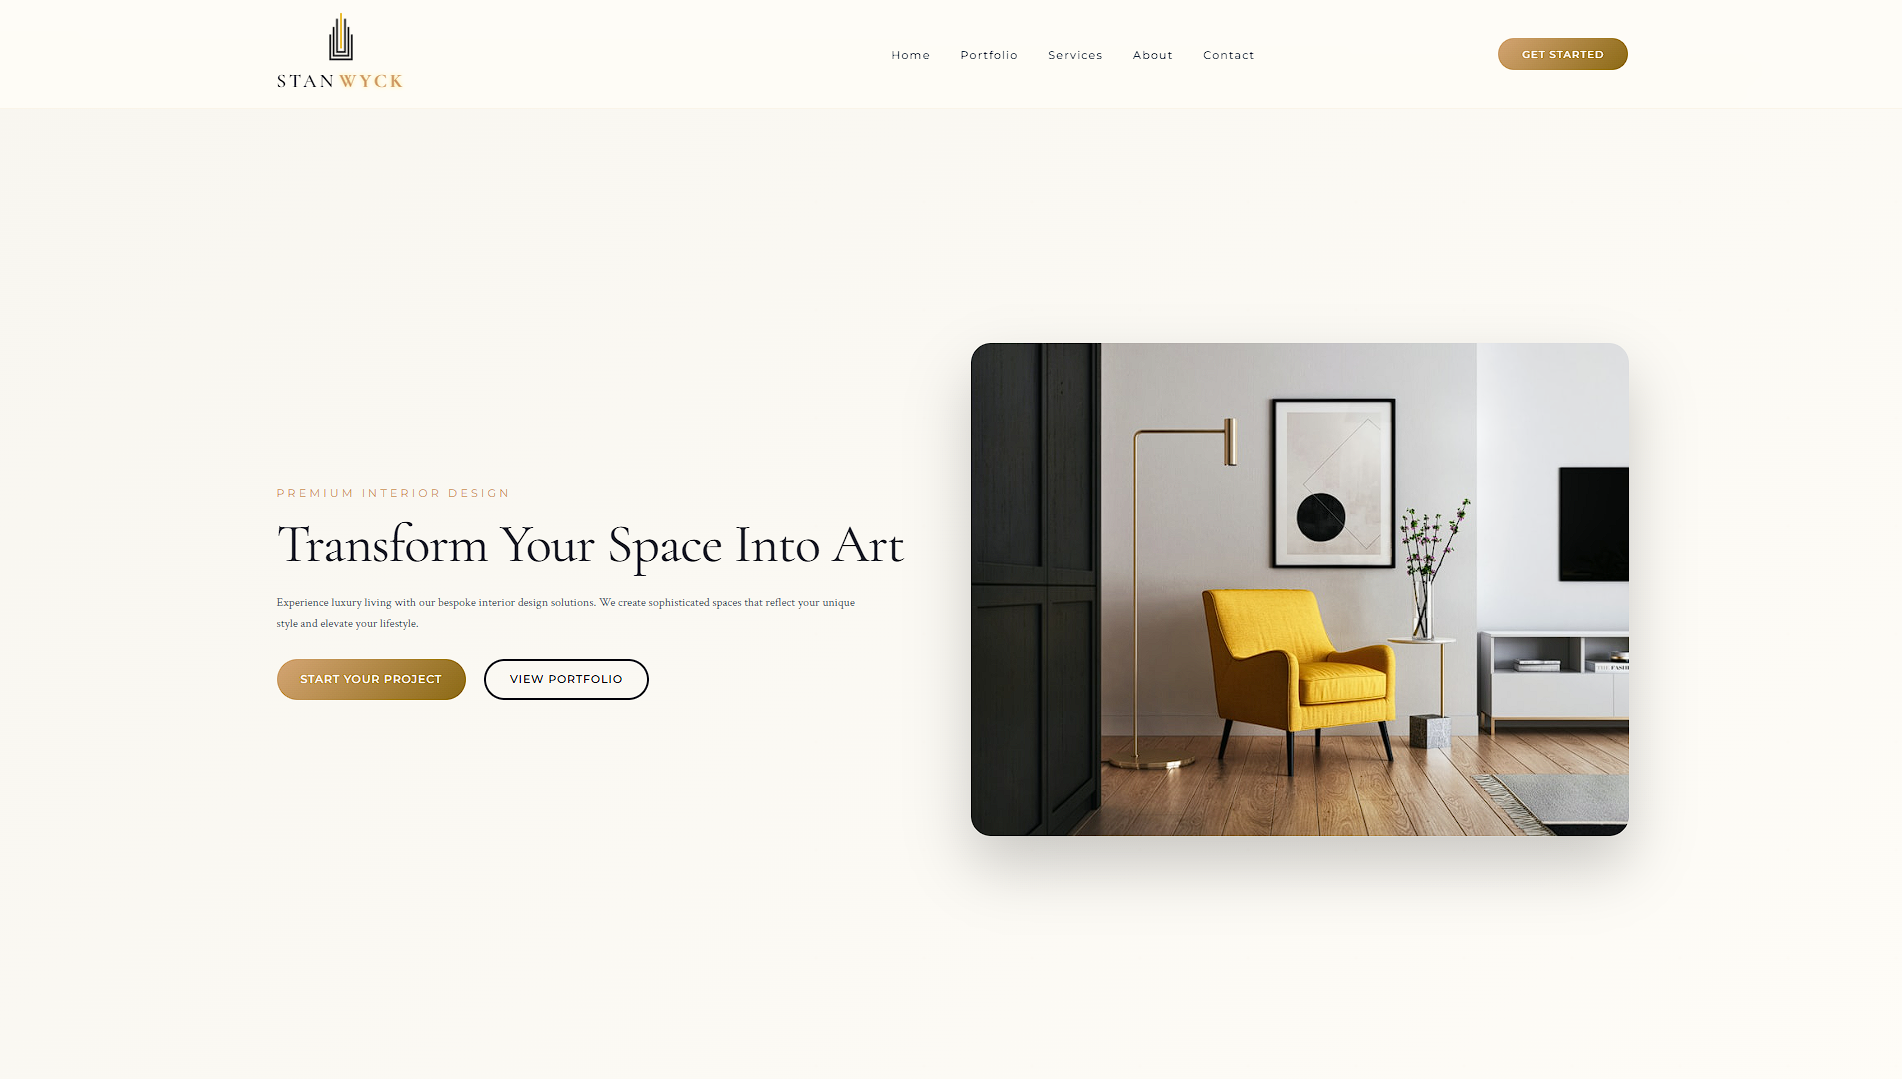 STANWYCK
Home Portfolio Services About Contact
GET STARTED
PREMIUM INTERIOR DESIGN
Transform Your Space Into Art
Experience luxury living with our bespoke interior design solutions. We create sophisticated spaces that reflect your unique
style and elevate your lifestyle.
START YOUR PROJECT
VIEW PORTFOLIO